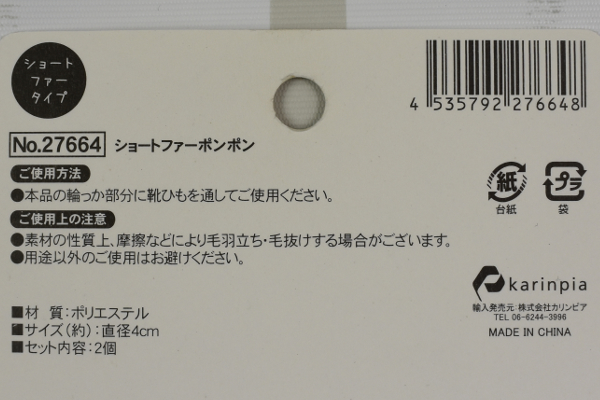 ショート
ファー
タイプ
4 535792 276648
No.27664 ショートファーポンポン
ご使用方法
●本品の輪っか部分に靴ひもを通してご使用ください。
ご使用上の注意
●素材の性質上、摩擦などにより毛羽立ち・毛抜けする場合がございます。
●用途以外のご使用はお避けください。
紙
台紙
プラ
袋
■材 質:ポリエステル
■サイズ(約):直径4cm
■セット内容:2個
karinpia
輸入発売元:株式会社カリンピア
TEL 06-6244-3996
MADE IN CHINA